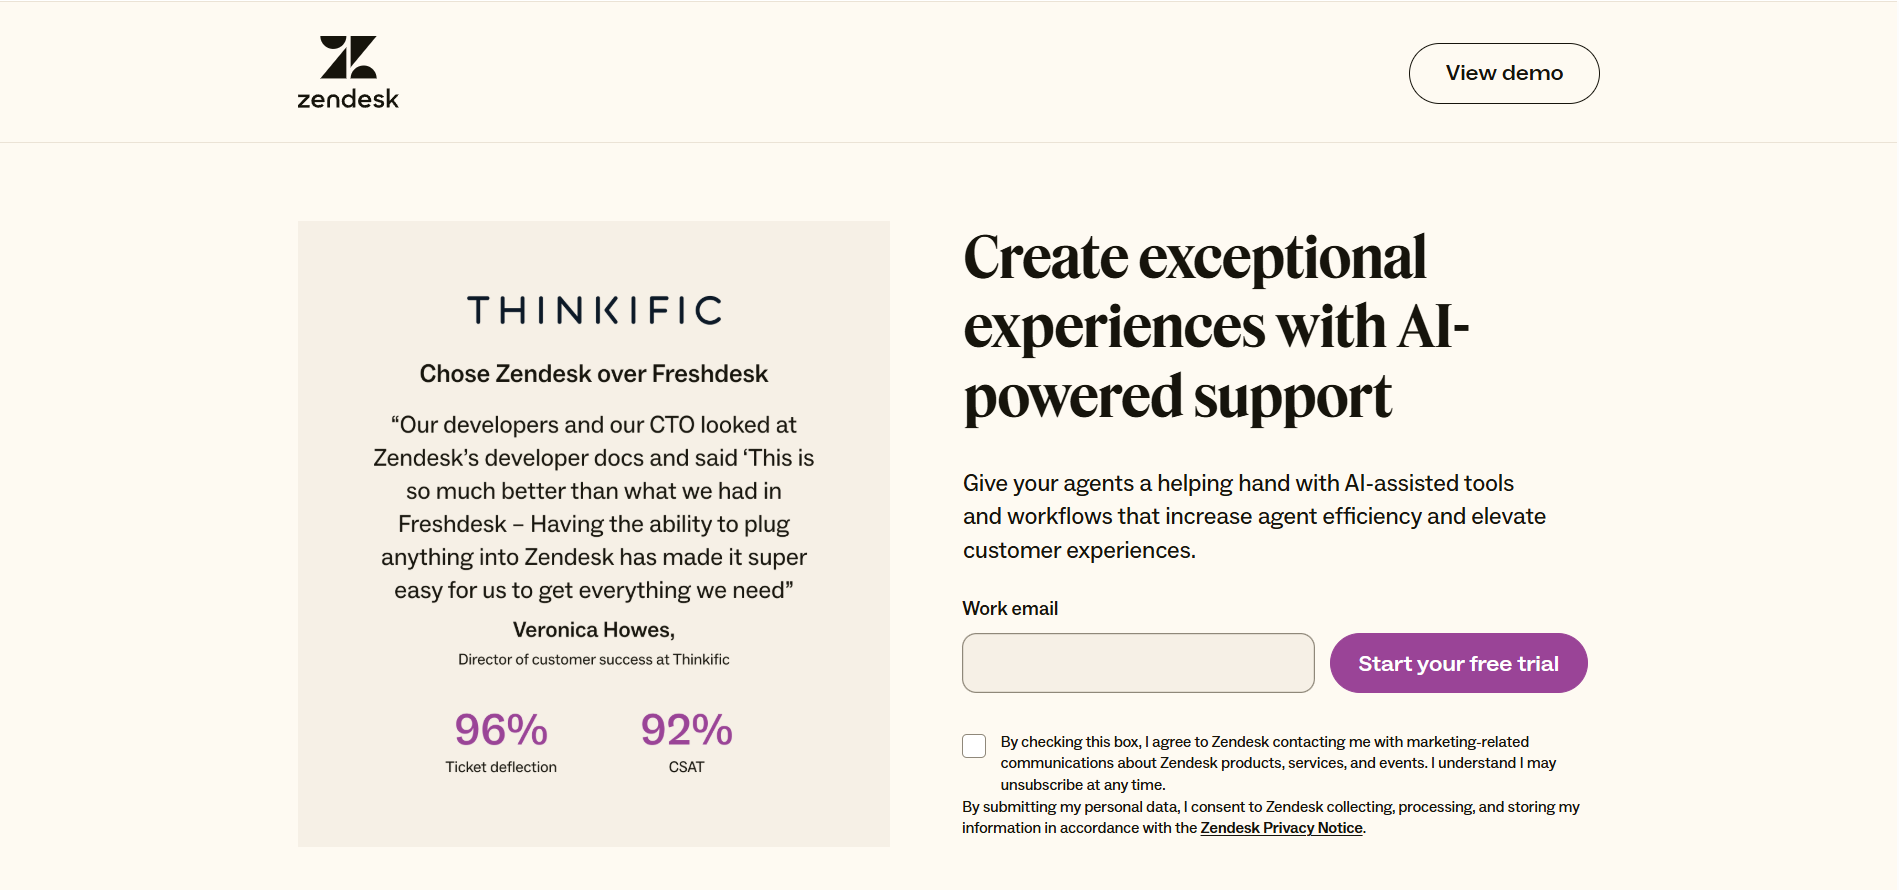 zendesk
View demo
THINKIFIC
Chose Zendesk over Freshdesk
“Our developers and our CTO looked at
Zendesk’s developer docs and said ‘This is
so much better than what we had in
Freshdesk – Having the ability to plug
anything into Zendesk has made it super
easy for us to get everything we need”
Veronica Howes,
Director of customer success at Thinkific
96% 92%
Ticket deflection CSAT
Create exceptional
experiences with AI-
powered support
Give your agents a helping hand with AI-assisted tools
and workflows that increase agent efficiency and elevate
customer experiences.
Work email
Start your free trial
By checking this box, I agree to Zendesk contacting me with marketing-related
communications about Zendesk products, services, and events. I understand I may
unsubscribe at any time.
By submitting my personal data, I consent to Zendesk collecting, processing, and storing my
information in accordance with the Zendesk Privacy Notice.